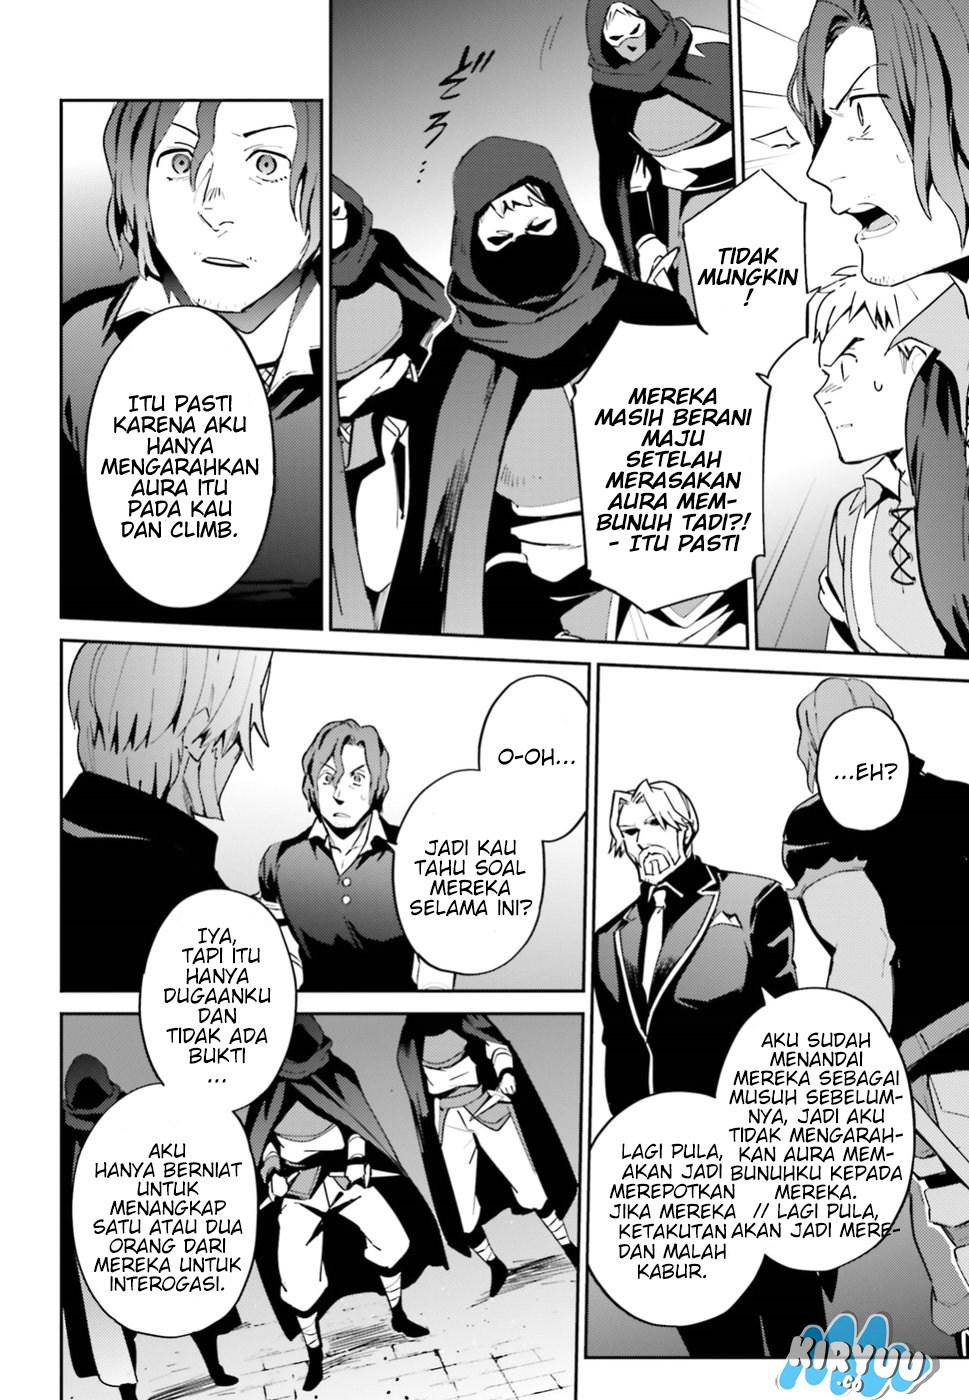 TIDAK
MUNGKIN
!
MEREKA
MASIH BERANI
MAJU
SETELAH
MERASAKAN
AURA MEM-
BUNUH TADI?!
- ITU PASTI
ITU PASTI
KARENA AKU
HANYA
MENGARAHKAN
AURA ITU
PADA KAU
DAN CLIMB.
...EH?
AKU SUDAH
MENANDAI
MEREKA SEBAGAI
MUSUH SEBELUM-
NYA, JADI AKU
TIDAK MENGARAH-
KAN AURA MEM-
BUNUHKU KEPADA
MEREKA.
// LAGI PULA,
AKAN JADI MERE-
LAGI PULA,
AKAN JADI
MEREPOTKAN
JIKA MEREKA
KETAKUTAN
DAN MALAH
KABUR.
O-OH...
JADI KAU
TAHU SOAL
MEREKA
SELAMA INI?
IYA,
TAPI ITU
HANYA
DUGAANKU
DAN
TIDAK ADA
BUKTI
...
AKU
HANYA BERNIAT
UNTUK
MENANGKAP
SATU ATAU DUA
ORANG DARI
MEREKA UNTUK
INTEROGASI.
KIRYUU
.CO